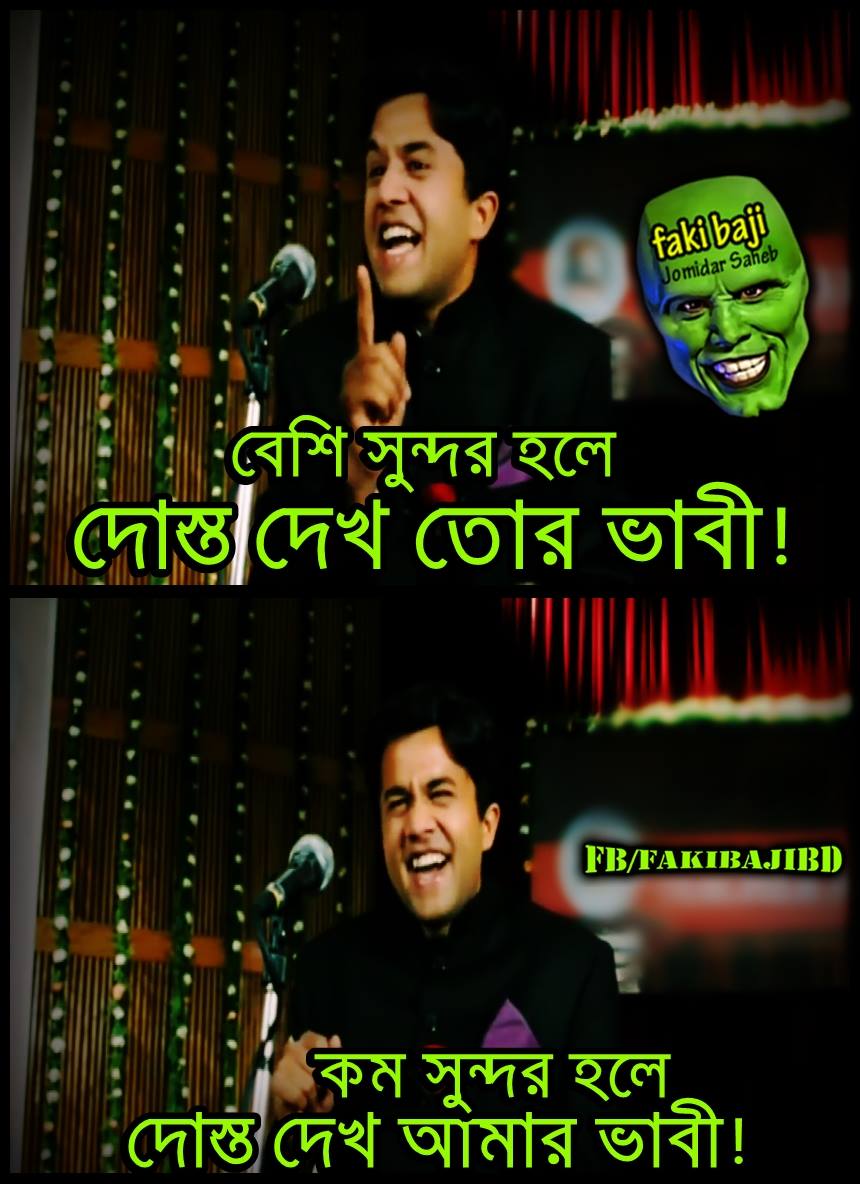 faki baji
Jomidar Saheb
বেশি সুন্দর হলে
দোস্ত দেখ তোর ভাবী!
FB/FAKIBAJIBD
কম সুন্দর হলে
দোস্ত দেখ আমার ভাবী!